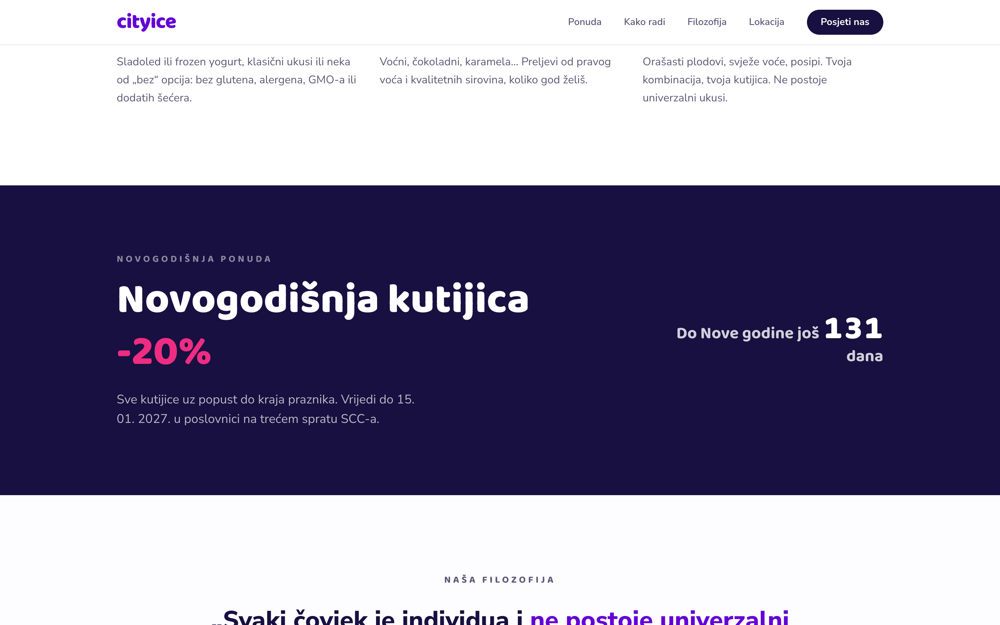 cityice
Ponuda
Kako radi
Filozofija
Lokacija
Posjeti nas
Sladoled ili frozen yogurt, klasični ukusi ili neka
od „bez“ opcija: bez glutena, alergena, GMO-a ili
dodatih šećera.
Voćni, čokoladni, karamela... Preljevi od pravog
voća i kvalitetnih sirovina, koliko god želiš.
Orašasti plodovi, svježe voće, posipi. Tvoja
kombinacija, tvoja kutijica. Ne postoje
univerzalni ukusi.
NOVOGODIŠNJA PONUDA
Novogodišnja kutijica
-20%
Sve kutijice uz popust do kraja praznika. Vrijedi do 15.
01. 2027. u poslovnici na trećem spratu SCC-a.
Do Nove godine još 131
dana
NAŠA FILOZOFIJA
„Svaki čovjek je individua i ne postoje univerzalni